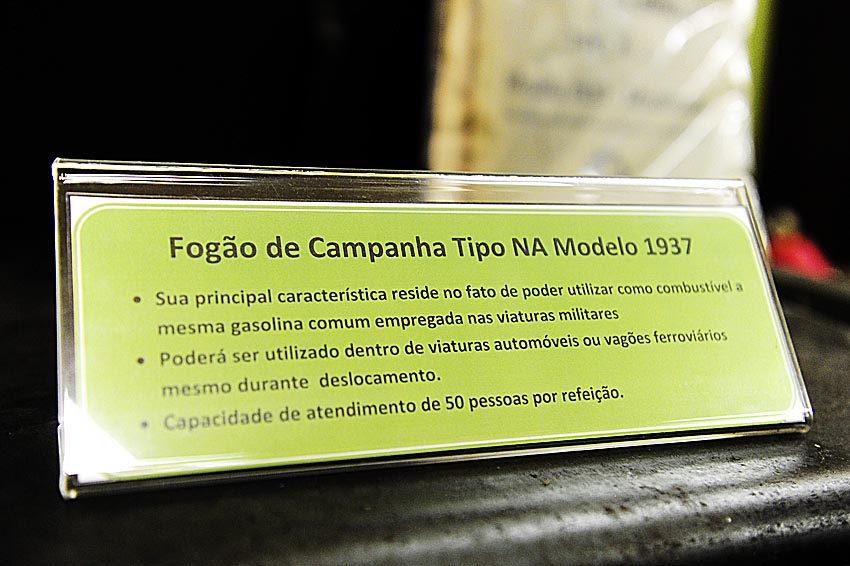 Fogão de Campanha Tipo NA Modelo 1937
• Sua principal característica reside no fato de poder utilizar como combustível a
mesma gasolina comum empregada nas viaturas militares
• Poderá ser utilizado dentro de viaturas automóveis ou vagões ferroviários
mesmo durante deslocamento.
• Capacidade de atendimento de 50 pessoas por refeição.